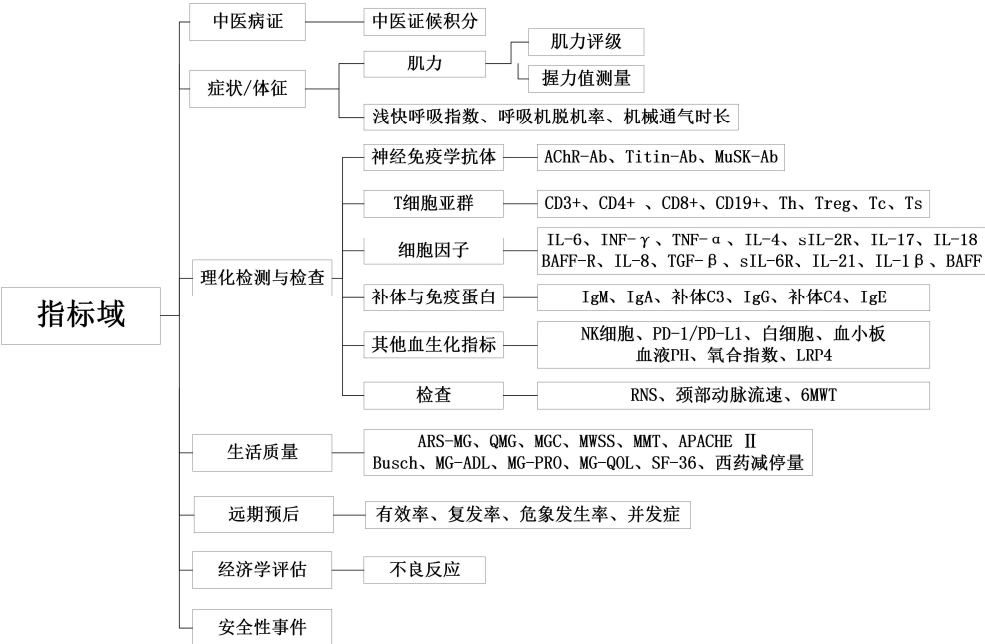 指标域
中医病证
中医证候积分
症状/体征
肌力
肌力评级
握力值测量
浅快呼吸指数、呼吸机脱机率、机械通气时长
理化检测与检查
神经免疫学抗体
AChR-Ab、Titin-Ab、MuSK-Ab
T细胞亚群
CD3+、CD4+ 、CD8+、CD19+、Th、Treg、Tc、Ts
细胞因子
IL-6、INF-γ、TNF-α、IL-4、sIL-2R、IL-17、IL-18
BAFF-R、IL-8、TGF-β、sIL-6R、IL-21、IL-1β、BAFF
补体与免疫蛋白
IgM、IgA、补体C3、IgG、补体C4、IgE
其他血生化指标
NK细胞、PD-1/PD-L1、白细胞、血小板
血液PH、氧合指数、LRP4
检查
RNS、颈部动脉流速、6MWT
生活质量
ARS-MG、QMG、MGC、MWSS、MMT、APACHE Ⅱ
Busch、MG-ADL、MG-PRO、MG-QOL、SF-36、西药减停量
远期预后
有效率、复发率、危象发生率、并发症
经济学评估
不良反应
安全性事件